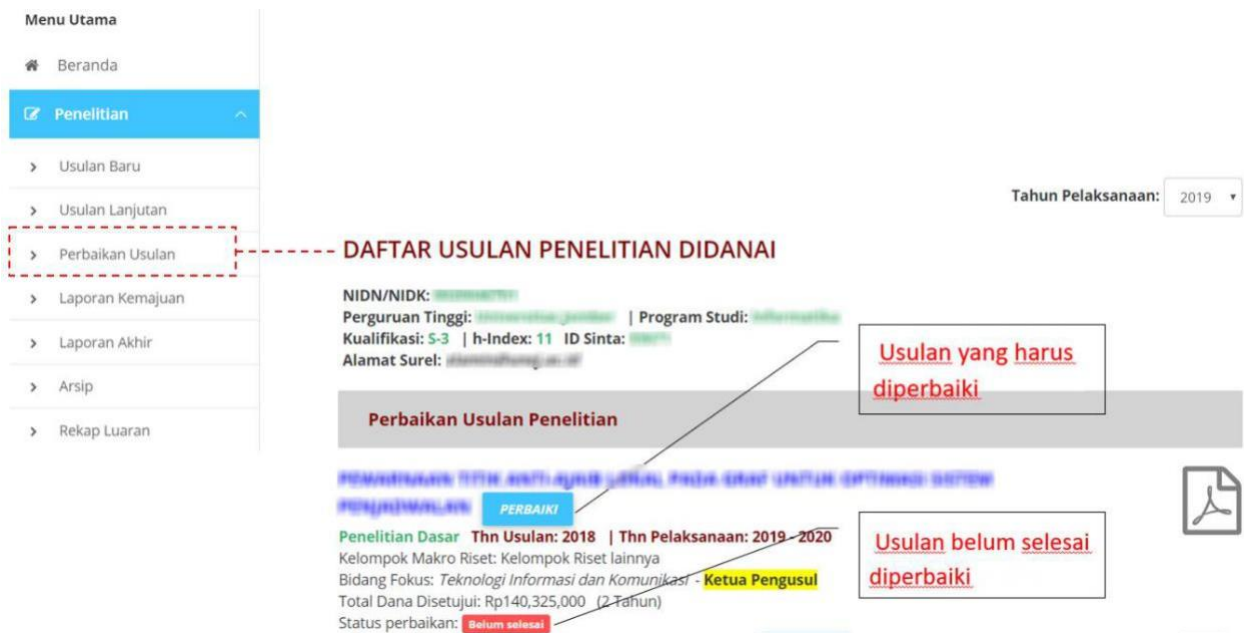 Menu Utama
Beranda
Penelitian
Usulan Baru
Usulan Lanjutan
Perbaikan Usulan
Laporan Kemajuan
Laporan Akhir
Arsip
Rekap Luaran
Tahun Pelaksanaan: 2019
DAFTAR USULAN PENELITIAN DIDANAI
NIDN/NIDK:
Perguruan Tinggi: | Program Studi:
Kualifikasi: S-3 | h-Index: 11 ID Sinta:
Alamat Surel:
Usulan yang harus
diperbaiki
Perbaikan Usulan Penelitian
PERBAIKI
Penelitian Dasar Thn Usulan: 2018 | Thn Pelaksanaan: 2019 - 2020
Kelompok Makro Riset: Kelompok Riset lainnya
Bidang Fokus: Teknologi Informasi dan Komunikasi - Ketua Pengusul
Total Dana Disetujui: Rp140,325,000 (2 Tahun)
Status perbaikan: Belum selesai
Usulan belum selesai
diperbaiki